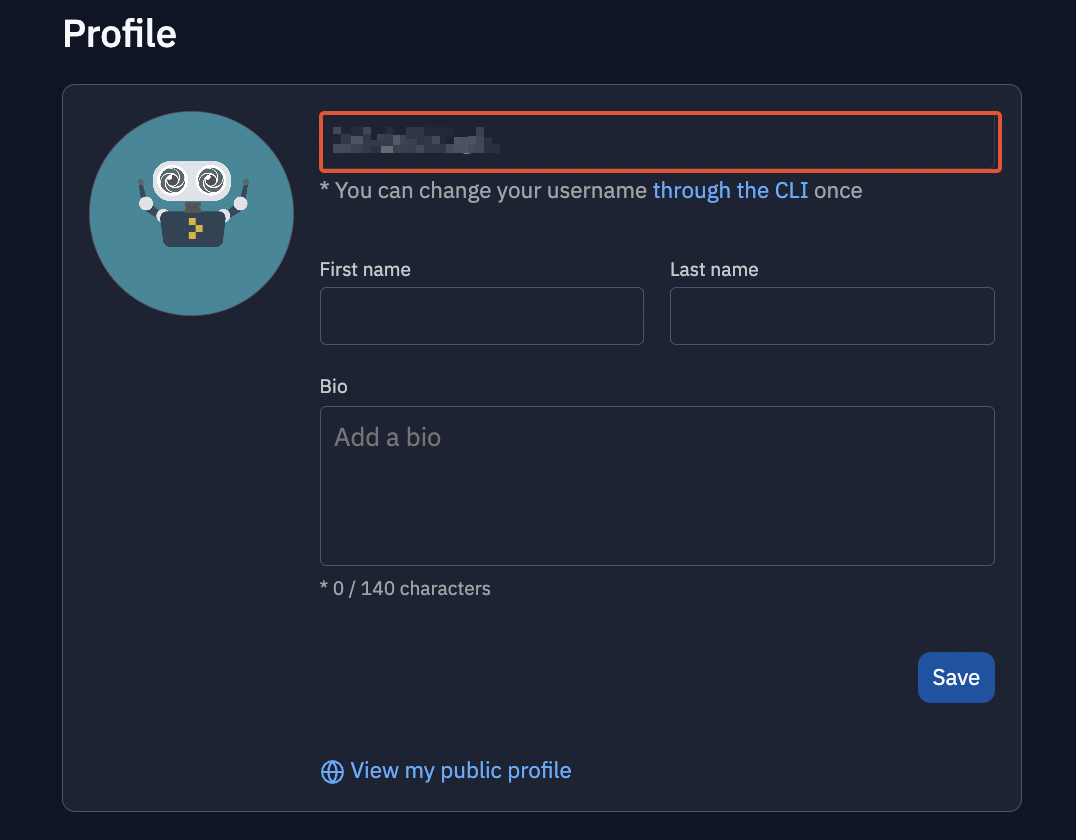 Profile
* You can change your username through the CLI once
First name
Last name
Bio
Add a bio
* 0 / 140 characters
Save
View my public profile